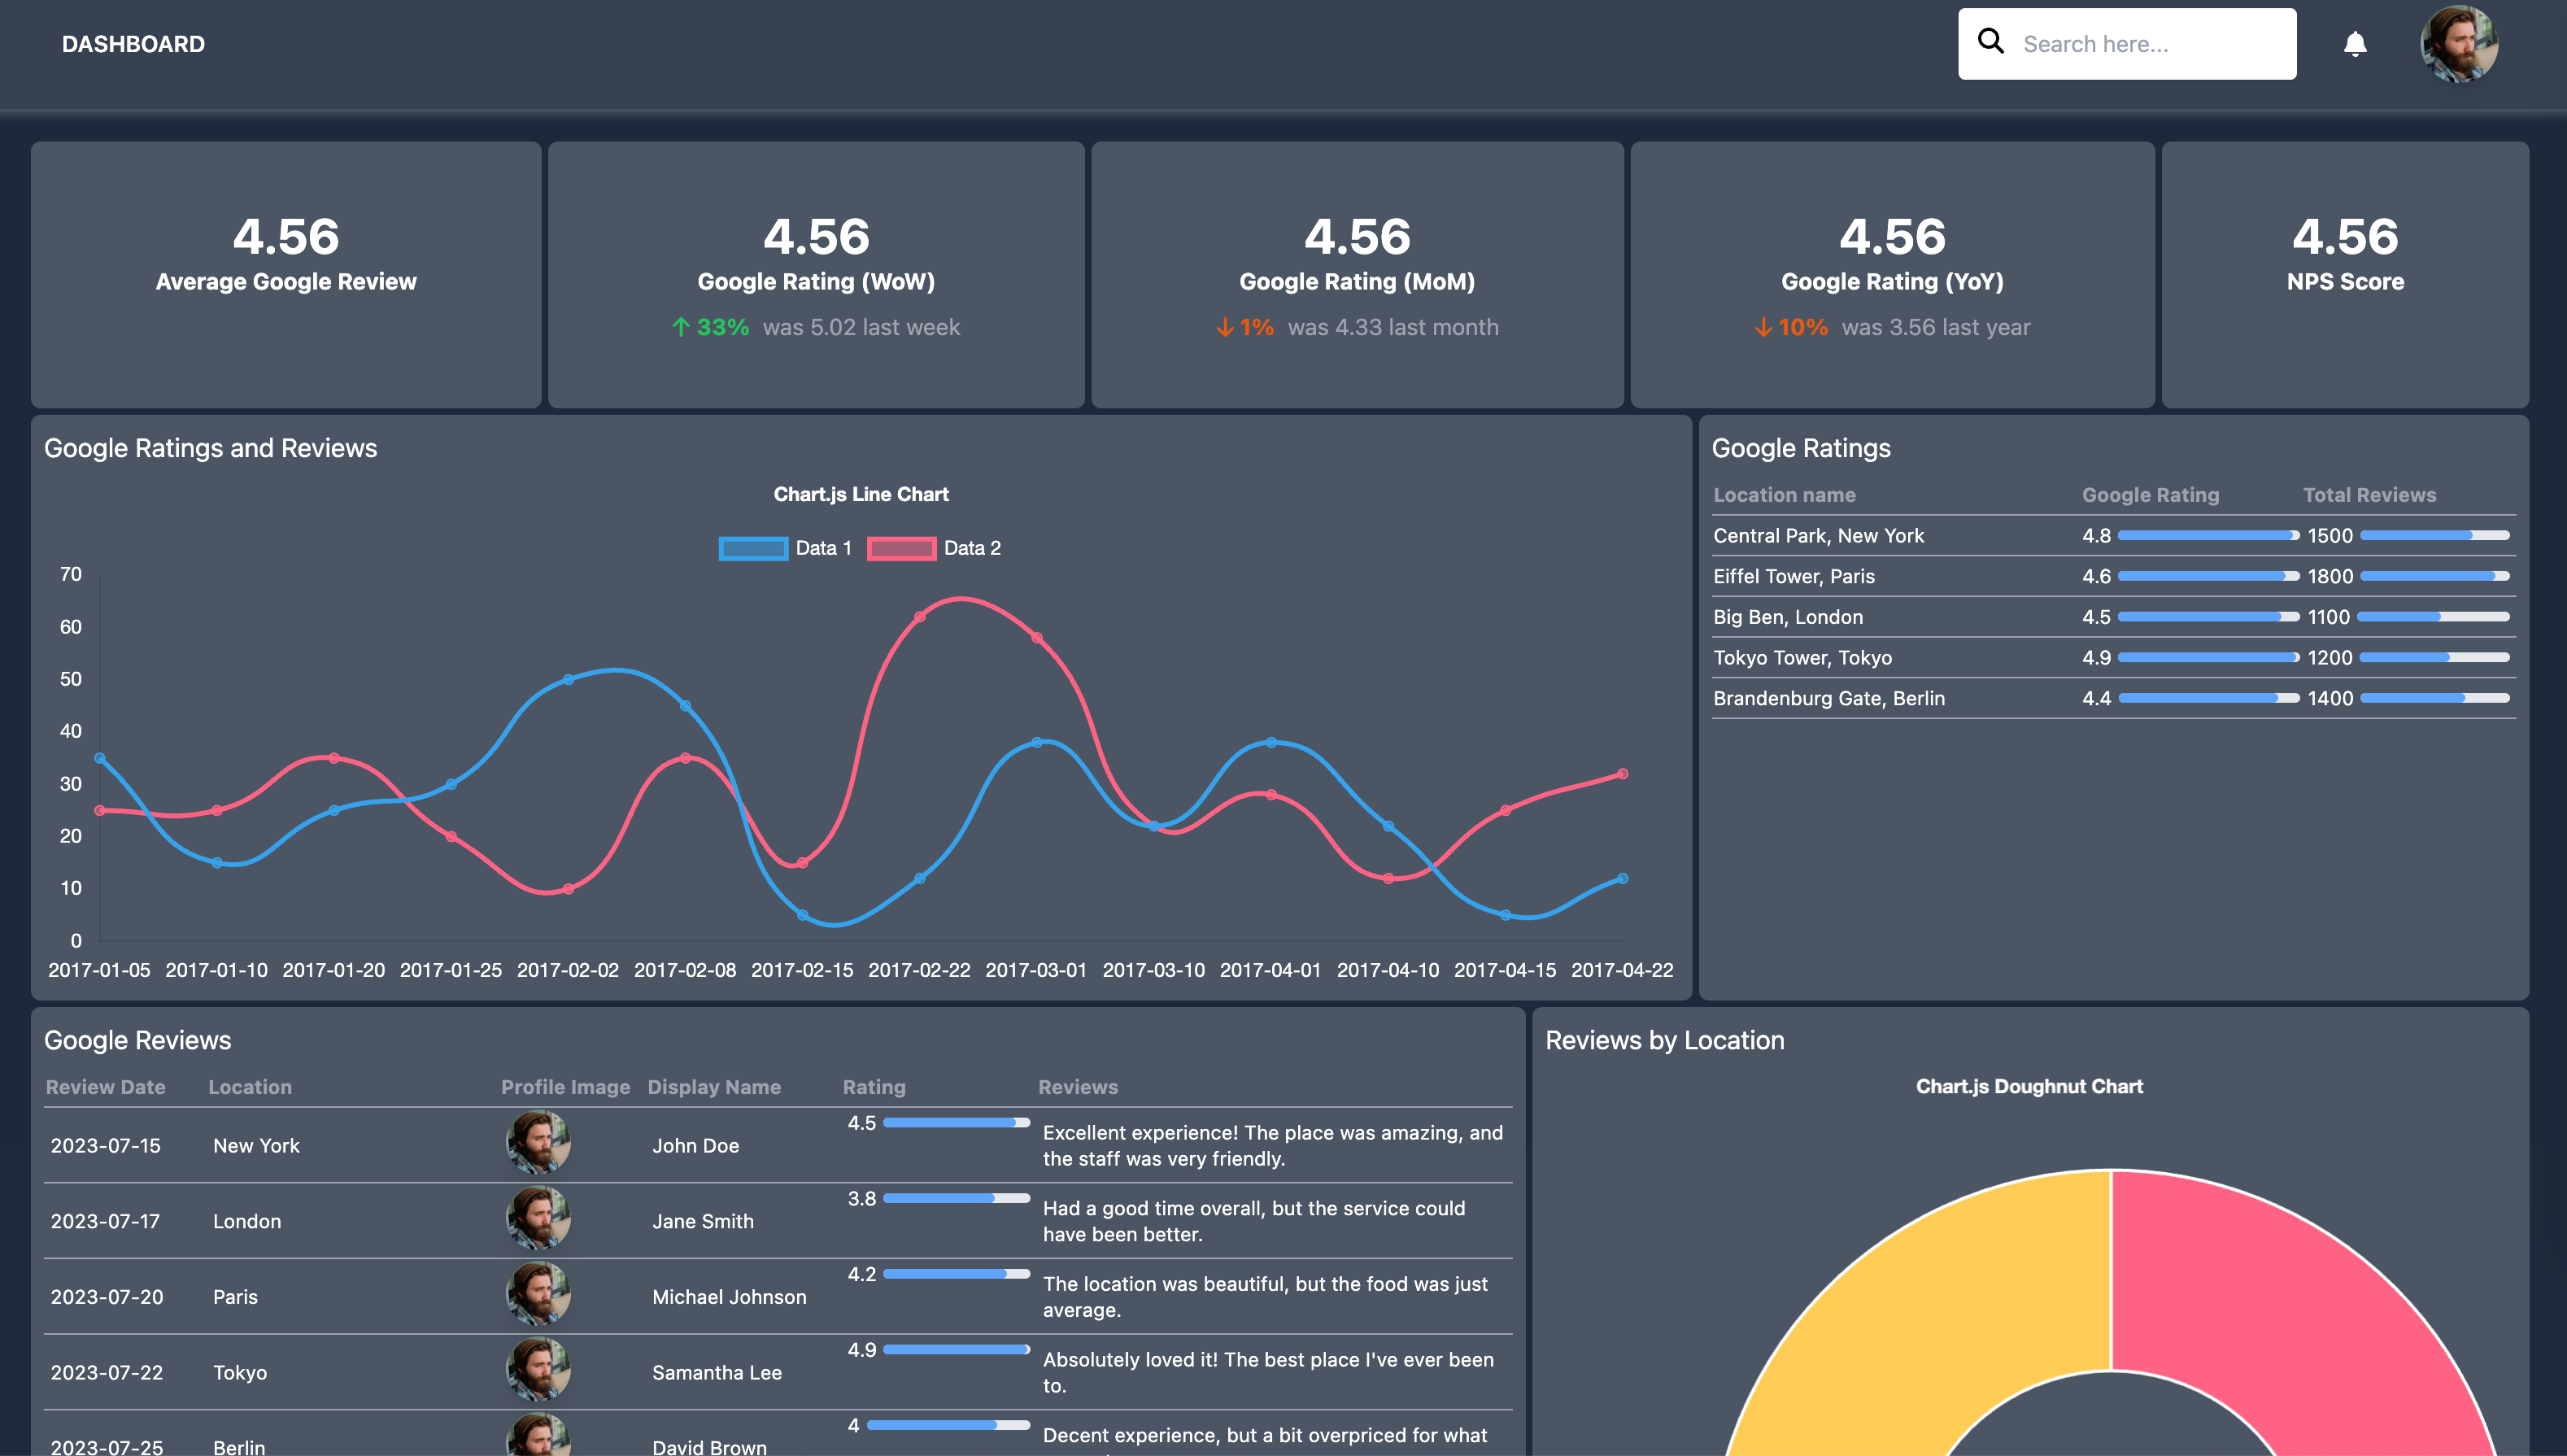 DASHBOARD
Search here...
4.56
Average Google Review
4.56
Google Rating (WoW)
↑ 33% was 5.02 last week
4.56
Google Rating (MoM)
↓ 1% was 4.33 last month
4.56
Google Rating (YoY)
↓ 10% was 3.56 last year
4.56
NPS Score
Google Ratings and Reviews
Chart.js Line Chart
Data 1 Data 2
70
60
50
40
30
20
10
0
2017-01-05 2017-01-10 2017-01-20 2017-01-25 2017-02-02 2017-02-08 2017-02-15 2017-02-22 2017-03-01 2017-03-10 2017-04-01 2017-04-10 2017-04-15 2017-04-22
Google Ratings
Location name Google Rating Total Reviews
Central Park, New York 4.8 1500
Eiffel Tower, Paris 4.6 1800
Big Ben, London 4.5 1100
Tokyo Tower, Tokyo 4.9 1200
Brandenburg Gate, Berlin 4.4 1400
Google Reviews
Review Date Location Profile Image Display Name Rating Reviews
2023-07-15 New York John Doe 4.5 Excellent experience! The place was amazing, and
the staff was very friendly.
2023-07-17 London Jane Smith 3.8 Had a good time overall, but the service could
have been better.
2023-07-20 Paris Michael Johnson 4.2 The location was beautiful, but the food was just
average.
2023-07-22 Tokyo Samantha Lee 4.9 Absolutely loved it! The best place I've ever been
to.
2023-07-25 Berlin David Brown 4 Decent experience, but a bit overpriced for what
Reviews by Location
Chart.js Doughnut Chart